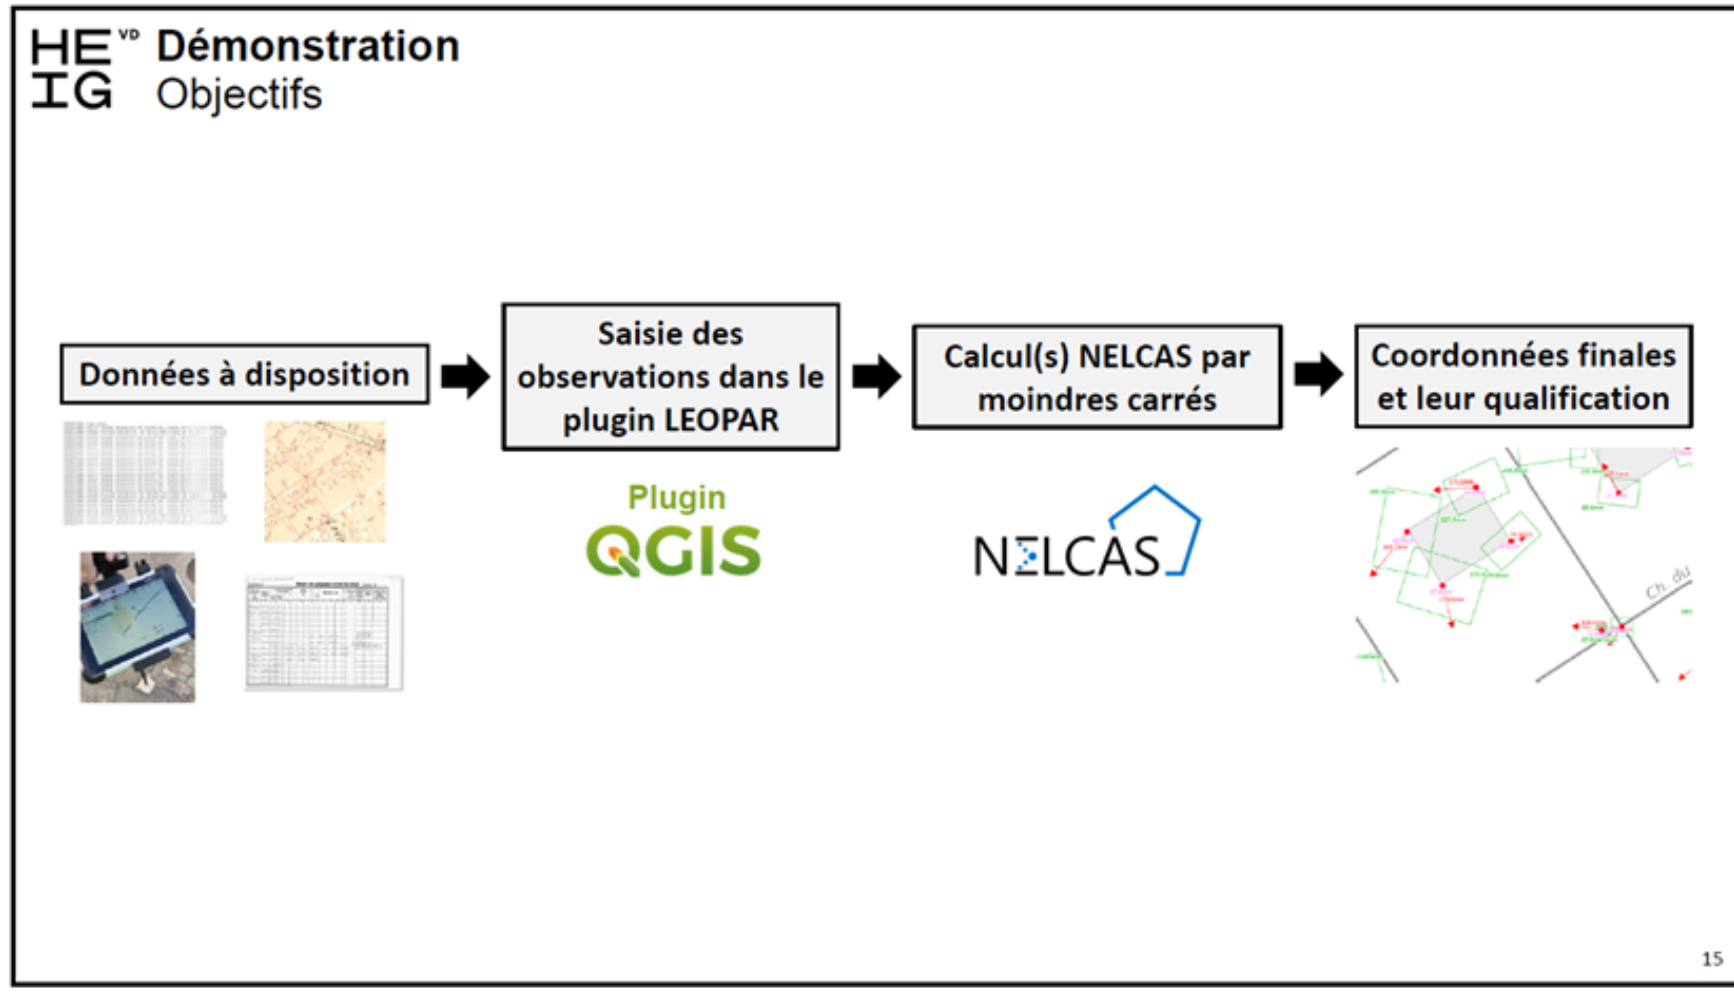 HE VD
IG
Démonstration
Objectifs
Données à disposition
Saisie des
observations dans le
plugin LEOPAR
Calcul(s) NELCAS par
moindres carrés
Coordonnées finales
et leur qualification
Plugin
QGIS
NELCAS
Ch. du
15